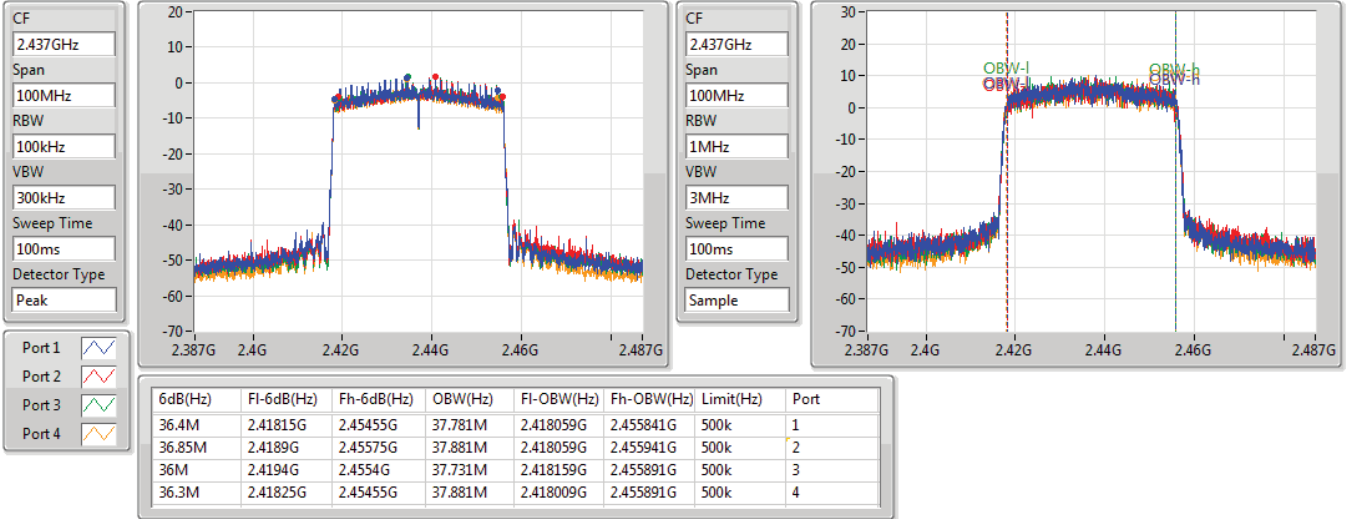 CF
2.437GHz
Span
100MHz
RBW
100kHz
VBW
300kHz
Sweep Time
100ms
Detector Type
Peak
20
10
0
-10
-20
-30
-40
-50
-60
-70
2.387G 2.4G 2.42G 2.44G 2.46G 2.487G
CF
2.437GHz
Span
100MHz
RBW
1MHz
VBW
3MHz
Sweep Time
100ms
Detector Type
Sample
30
20
10
0
-10
-20
-30
-40
-50
-60
-70
OBW-l OBW-h
OBW-l OBW-h
2.387G 2.4G 2.42G 2.44G 2.46G 2.487G
Port 1
Port 2
Port 3
Port 4
6dB(Hz) Fl-6dB(Hz) Fh-6dB(Hz) OBW(Hz) Fl-OBW(Hz) Fh-OBW(Hz) Limit(Hz) Port
36.4M 2.41815G 2.45455G 37.781M 2.418059G 2.455841G 500k 1
36.85M 2.4189G 2.45575G 37.881M 2.418059G 2.455941G 500k 2
36M 2.4194G 2.4554G 37.731M 2.418159G 2.455891G 500k 3
36.3M 2.41825G 2.45455G 37.881M 2.418009G 2.455891G 500k 4